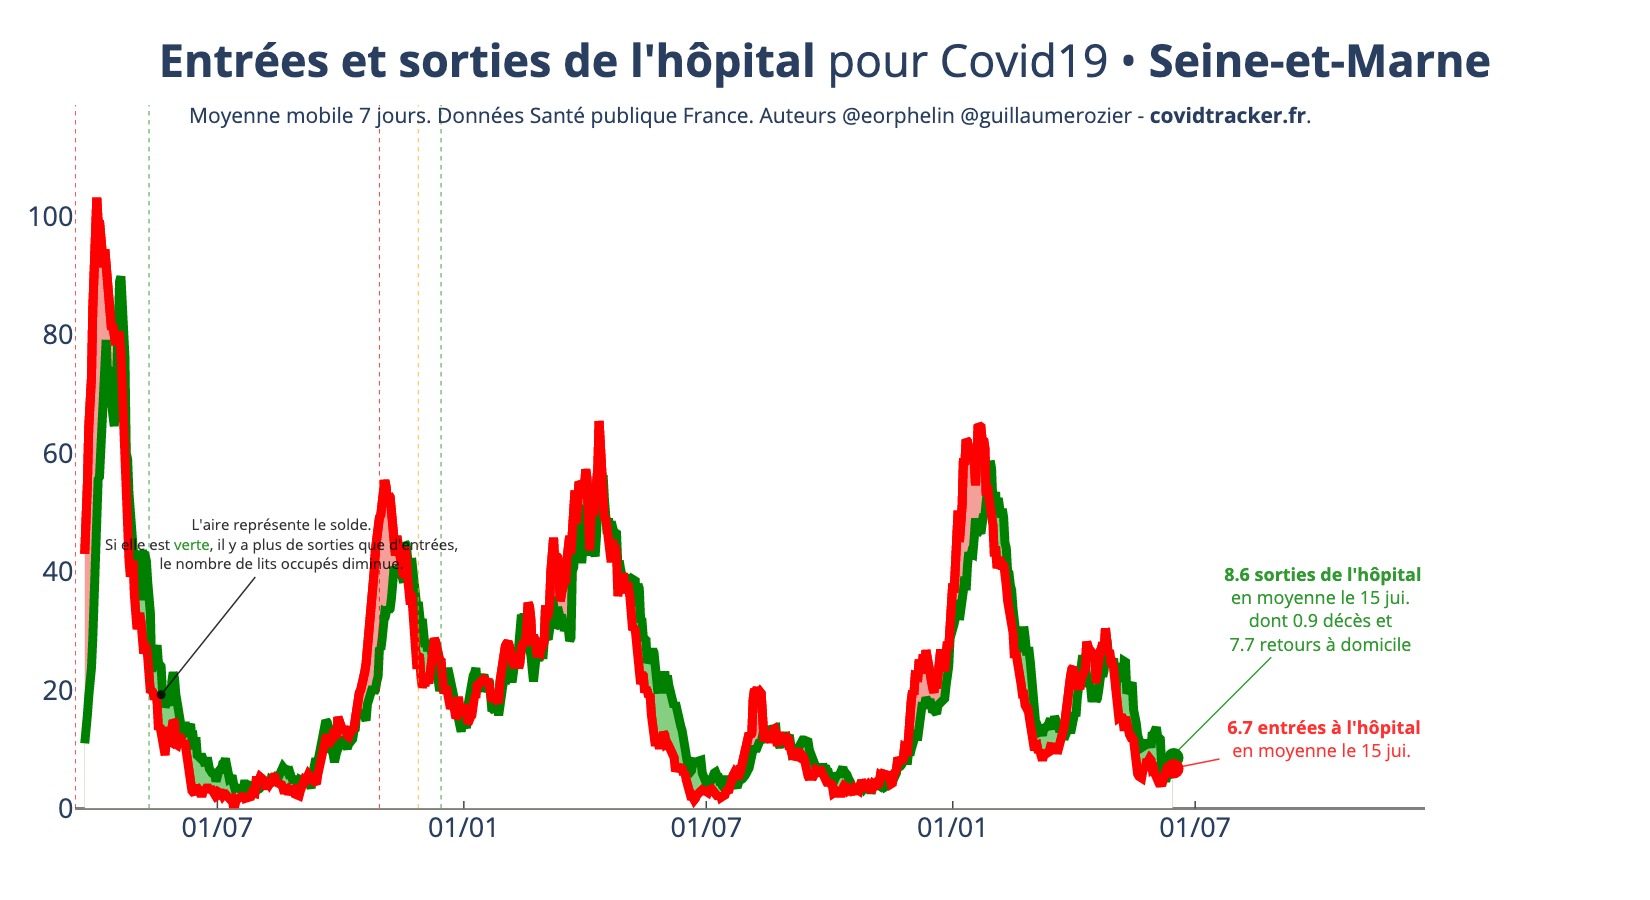 Entrées et sorties de l'hôpital pour Covid19 • Seine-et-Marne
Moyenne mobile 7 jours. Données Santé publique France. Auteurs @eorphelin @guillaumerozier - covidtracker.fr.
100
80
60
L'aire représente le solde.
Si elle est verte, il y a plus de sorties que d'entrées,
le nombre de lits occupés diminue.
40
8.6 sorties de l'hôpital
en moyenne le 15 jui.
dont 0.9 décès et
7.7 retours à domicile
20
6.7 entrées à l'hôpital
en moyenne le 15 jui.
0
01/07 01/01 01/07 01/01 01/07